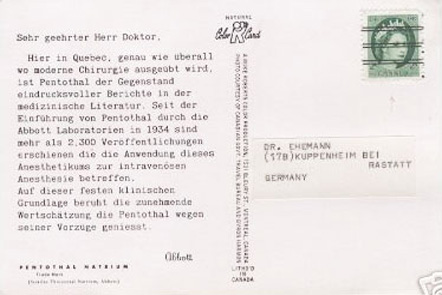 Sehr geehrter Herr Doktor,
Hier in Quebec, genau wie überall
wo moderne Chirurgie ausgeübt wird,
ist Pentothal der Gegenstand
eindrucksvoller Berichte in der
medizinischen Literatur. Seit der
Einführung von Pentothal durch die
Abbott Laboratorien in 1934 sind
mehr als 2,300 Veröffentlichungen
erschienen die die Anwendung dieses
Anesthetikums zur intravenösen
Anesthesie betreffen.
Auf dieser festen klinischen
Grundlage beruht die zunehmende
Wertschätzung die Pentothal wegen
seiner Vorzüge geniesst.
Abbott
PENTOTHAL NATRIUM
Trade Mark
NATURAL
Color Card
LITHO'D
IN
CANADA
CANADA
DR. EHEMANN
(17B)KUPPENHEIM BEI
RASTATT
GERMANY